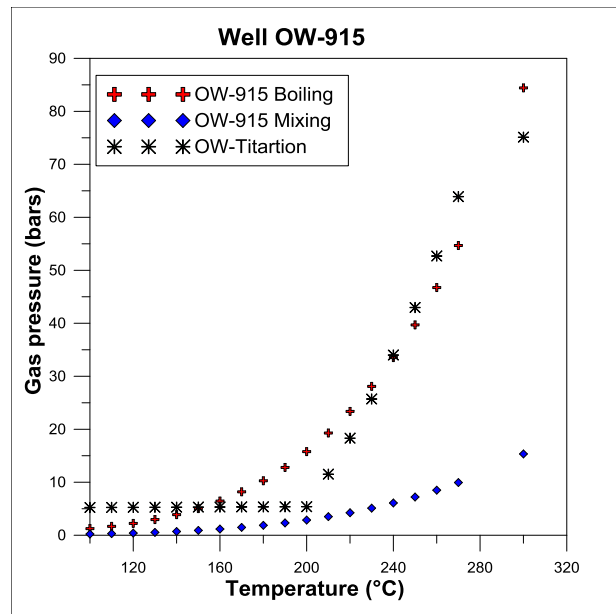 Well OW-915
90
80
70
60
50
40
30
20
10
0
Gas pressure (bars)
OW-915 Boiling
OW-915 Mixing
OW-Titartion
120 160 200 240 280 320
Temperature (°C)